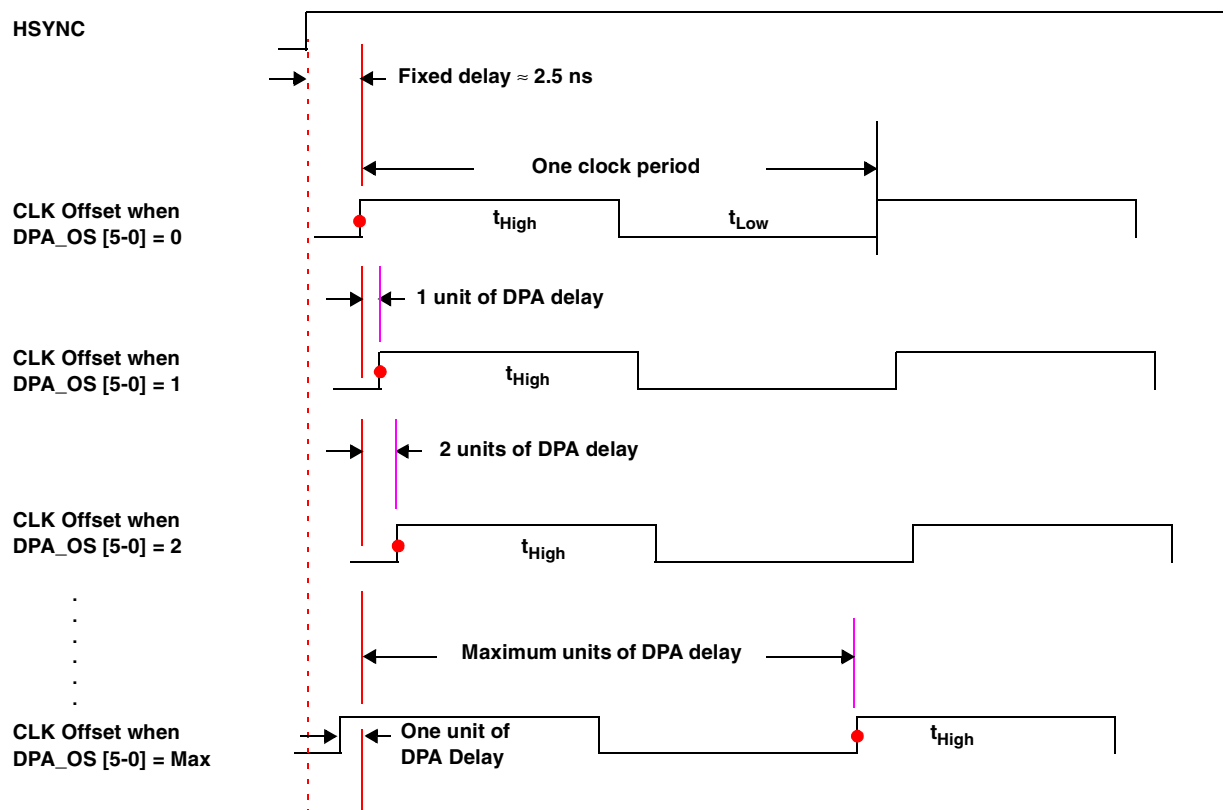 HSYNC
Fixed delay ≈ 2.5 ns
One clock period
CLK Offset when
DPA_OS [5-0] = 0
tHigh
tLow
1 unit of DPA delay
CLK Offset when
DPA_OS [5-0] = 1
tHigh
2 units of DPA delay
CLK Offset when
DPA_OS [5-0] = 2
tHigh
.
.
.
.
.
.
Maximum units of DPA delay
CLK Offset when
DPA_OS [5-0] = Max
One unit of
DPA Delay
tHigh